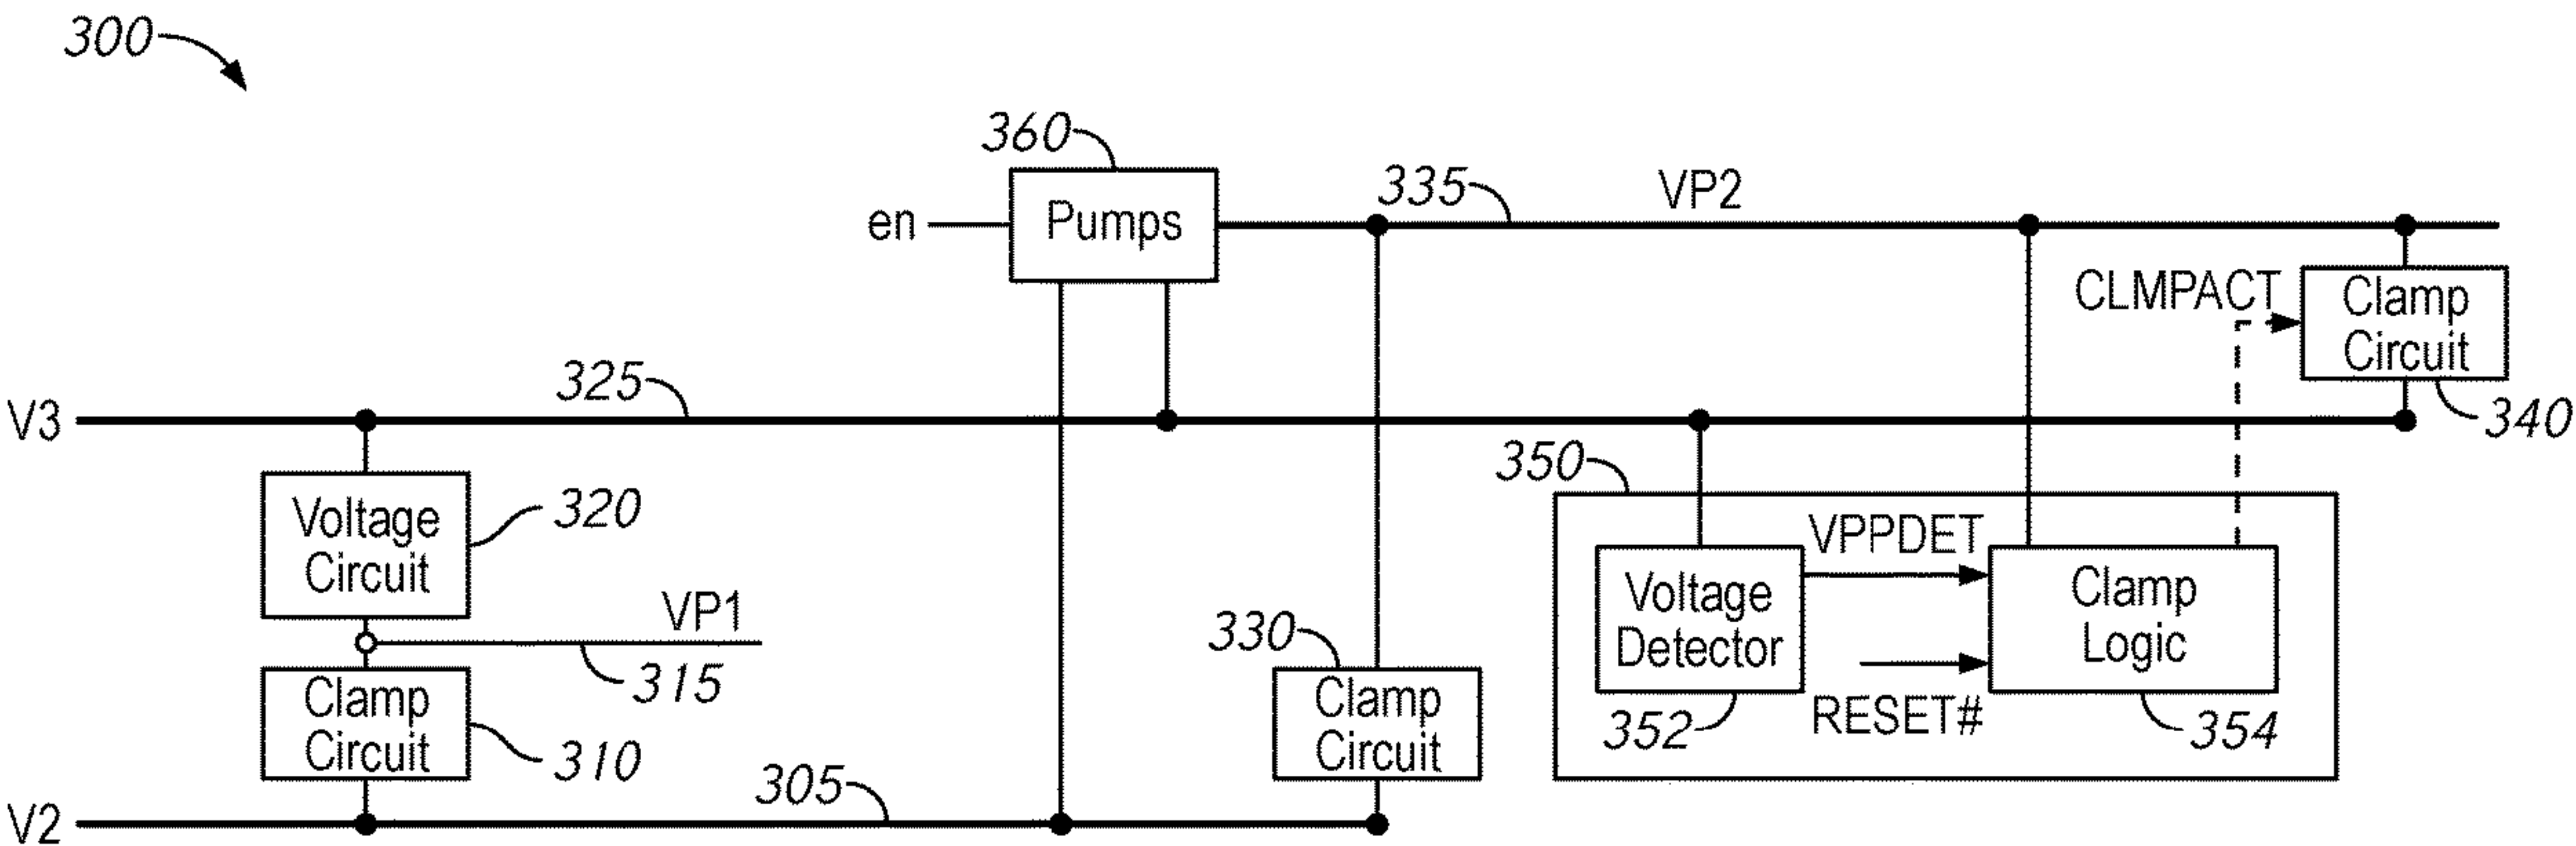 300
360
335
VP2
en
Pumps
CLMPACT
Clamp
Circuit
340
325
V3
350
Voltage
Circuit
320
VPPDET
Voltage
Detector
Clamp
Logic
VP1
315
330
RESET#
352
354
Clamp
Circuit
310
Clamp
Circuit
305
V2